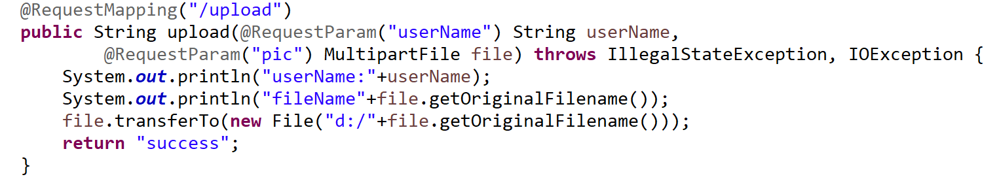 @RequestMapping("/upload")
public String upload(@RequestParam("userName") String userName,
@RequestParam("pic") MultipartFile file) throws IllegalStateException, IOException {
System.out.println("userName:"+userName);
System.out.println("fileName"+file.getOriginalFilename());
file.transferTo(new File("d:/"+file.getOriginalFilename()));
return "success";
}